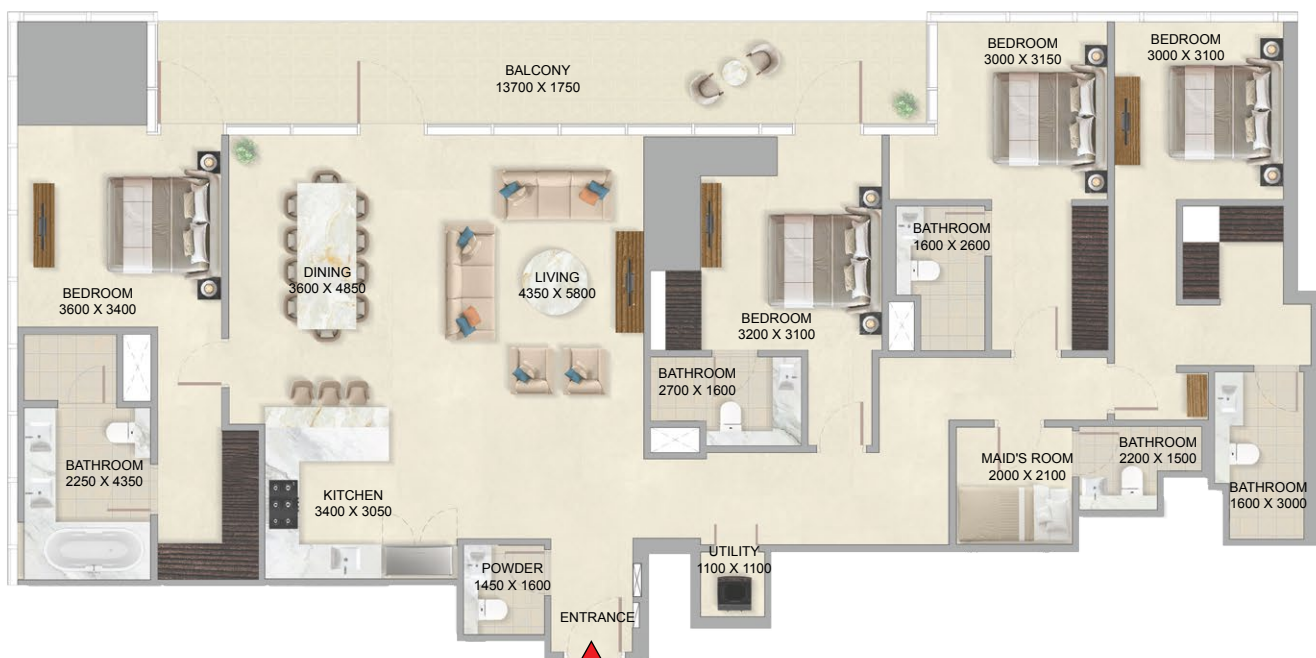 BALCONY
13700 X 1750
BEDROOM
3000 X 3150
BEDROOM
3000 X 3100
BEDROOM
3600 X 3400
DINING
3600 X 4850
LIVING
4350 X 5800
BEDROOM
3200 X 3100
BATHROOM
1600 X 2600
BATHROOM
2700 X 1600
BATHROOM
2250 X 4350
KITCHEN
3400 X 3050
MAID'S ROOM
2000 X 2100
BATHROOM
2200 X 1500
BATHROOM
1600 X 3000
POWDER
1450 X 1600
UTILITY
1100 X 1100
ENTRANCE